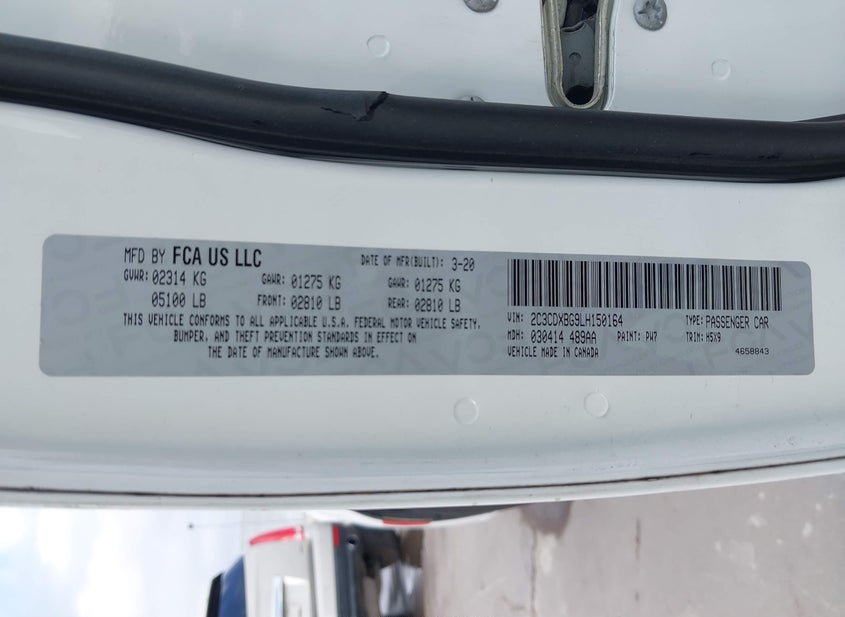 MFD BY FCA US LLC
DATE OF MFR(BUILT): 3-20
GVWR: 02314 KG GAWR: 01275 KG GAWR: 01275 KG
05100 LB FRONT: 02810 LB REAR: 02810 LB
THIS VEHICLE CONFORMS TO ALL APPLICABLE U.S.A. FEDERAL MOTOR VEHICLE SAFETY,
BUMPER, AND THEFT PREVENTION STANDARDS IN EFFECT ON
THE DATE OF MANUFACTURE SHOWN ABOVE.
VIN: 2C3CDXBG9LH150164 TYPE: PASSENGER CAR
MDH: 030414 489AA PAINT: PW7 TRIM: H5X9
VEHICLE MADE IN CANADA 4658843